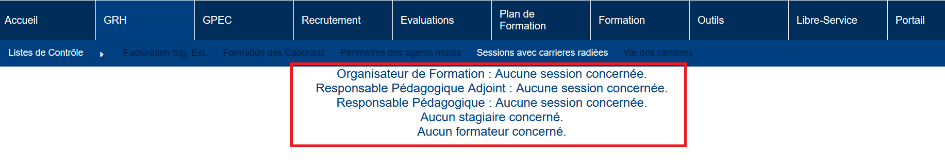 Accueil GRH GPEC Recrutement Evaluations Plan de Formation Formation Outils Libre-Service Portail
Listes de Contrôle Facturation Stg. Ext. Formation des Caporaux Périmètres des agents mutés Sessions avec carrieres radiées Vie des carrières
Organisateur de Formation : Aucune session concernée.
Responsable Pédagogique Adjoint : Aucune session concernée.
Responsable Pédagogique : Aucune session concernée.
Aucun stagiaire concerné.
Aucun formateur concerné.